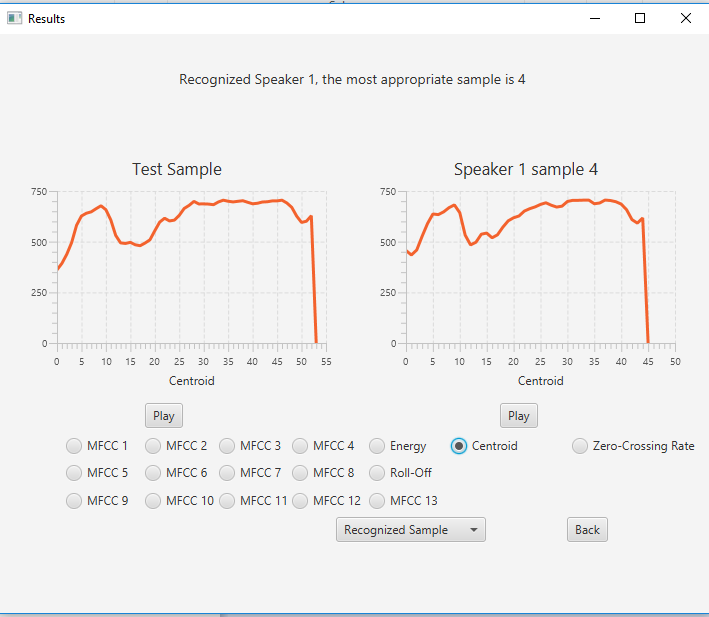 Results
Recognized Speaker 1, the most appropriate sample is 4
Test Sample
Speaker 1 sample 4
750
500
250
0
0 5 10 15 20 25 30 35 40 45 50 55
Centroid
750
500
250
0
0 5 10 15 20 25 30 35 40 45 50
Centroid
Play
Play
MFCC 1 MFCC 2 MFCC 3 MFCC 4 Energy Centroid Zero-Crossing Rate
MFCC 5 MFCC 6 MFCC 7 MFCC 8 Roll-Off
MFCC 9 MFCC 10 MFCC 11 MFCC 12 MFCC 13
Recognized Sample
Back